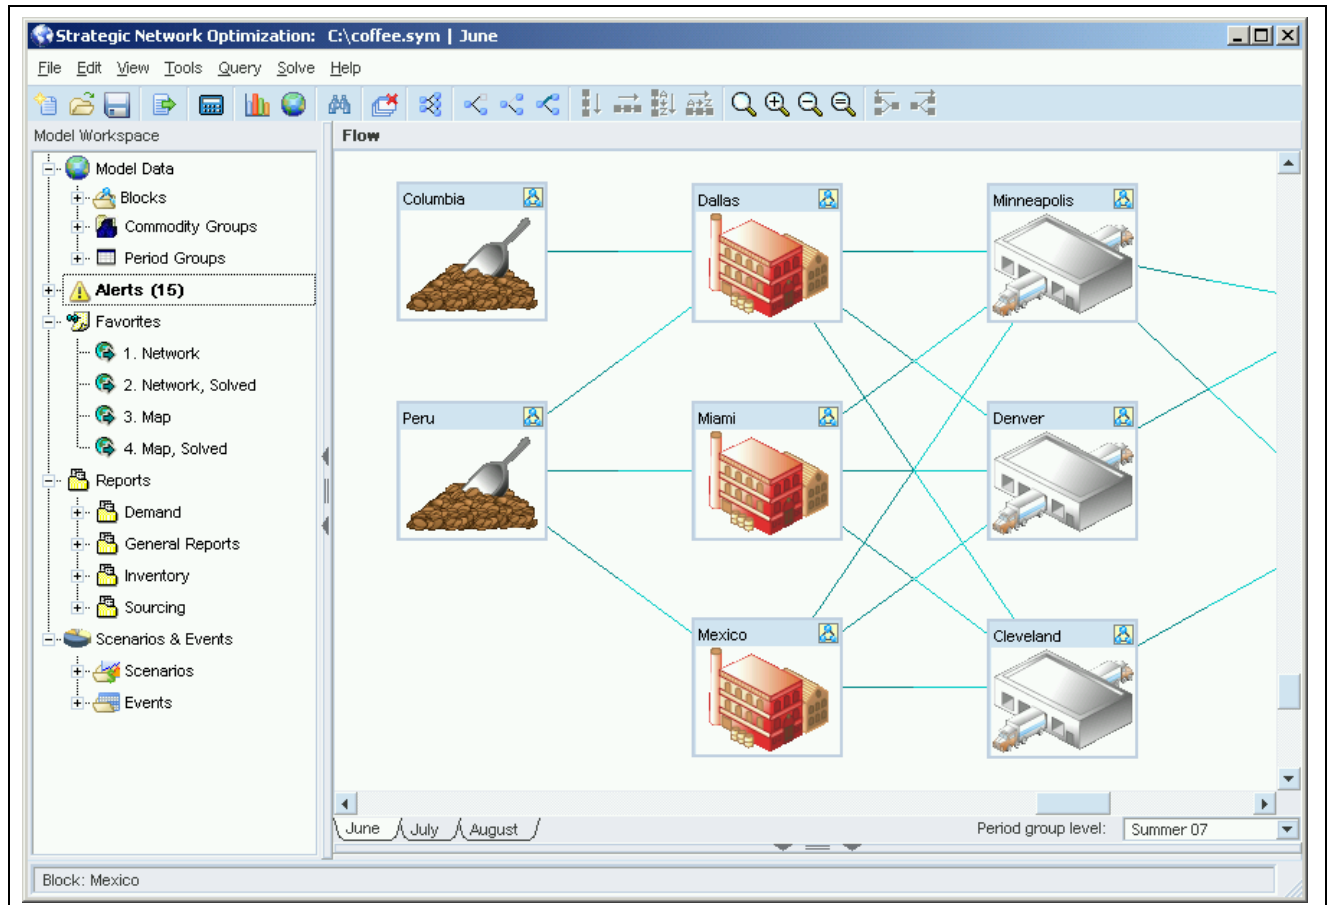 Strategic Network Optimization: C:\coffee.sym | June
File Edit View Tools Query Solve Help
Model Workspace
Flow
Model Data
Blocks
Commodity Groups
Period Groups
Alerts (15)
Favorites
1. Network
2. Network, Solved
3. Map
4. Map, Solved
Reports
Demand
General Reports
Inventory
Sourcing
Scenarios & Events
Scenarios
Events
Columbia
Dallas
Minneapolis
Peru
Miami
Denver
Mexico
Cleveland
June July August
Period group level: Summer 07
Block: Mexico